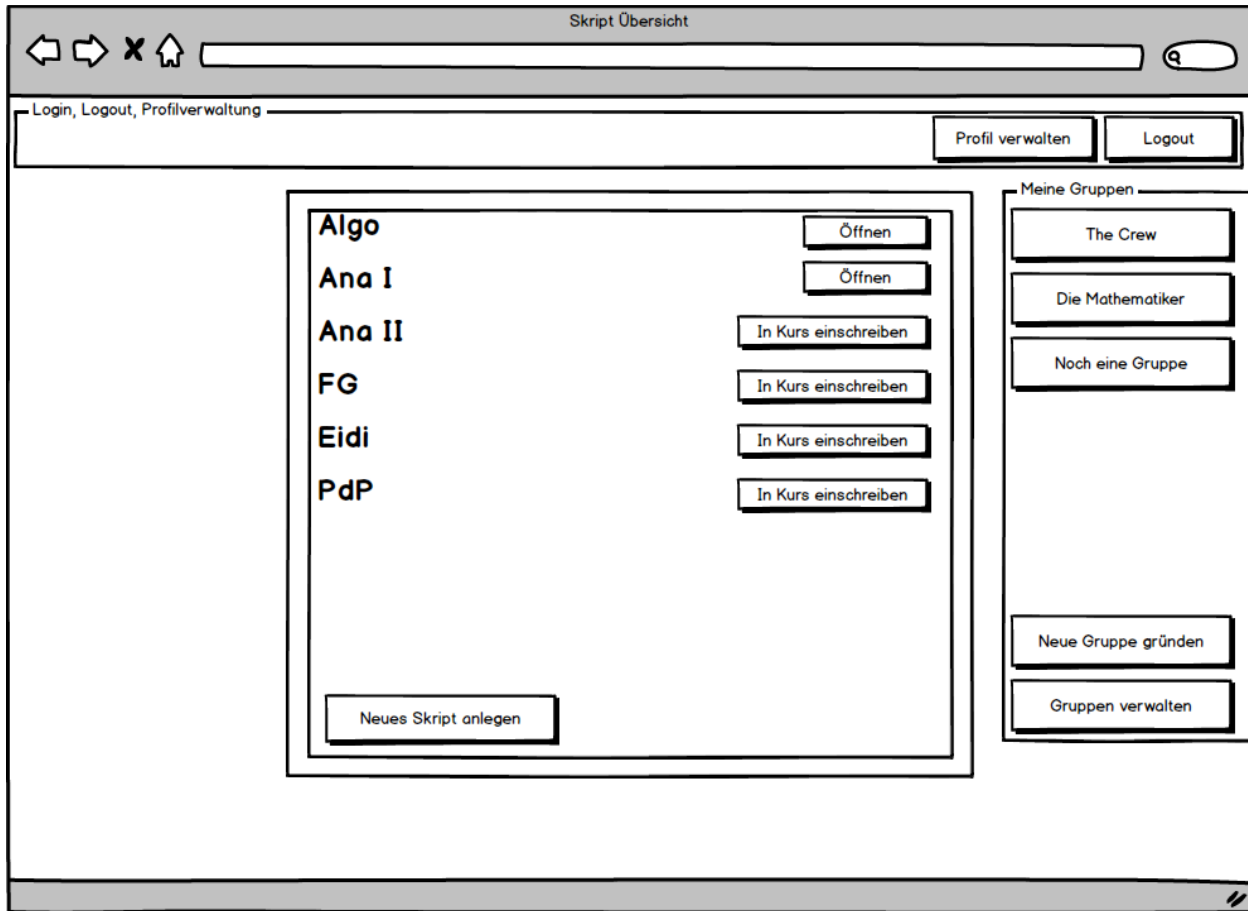 Skript Übersicht
Login, Logout, Profilverwaltung
Profil verwalten
Logout
Algo
Öffnen
Ana I
Öffnen
Ana II
In Kurs einschreiben
FG
In Kurs einschreiben
Eidi
In Kurs einschreiben
PdP
In Kurs einschreiben
Neues Skript anlegen
Meine Gruppen
The Crew
Die Mathematiker
Noch eine Gruppe
Neue Gruppe gründen
Gruppen verwalten